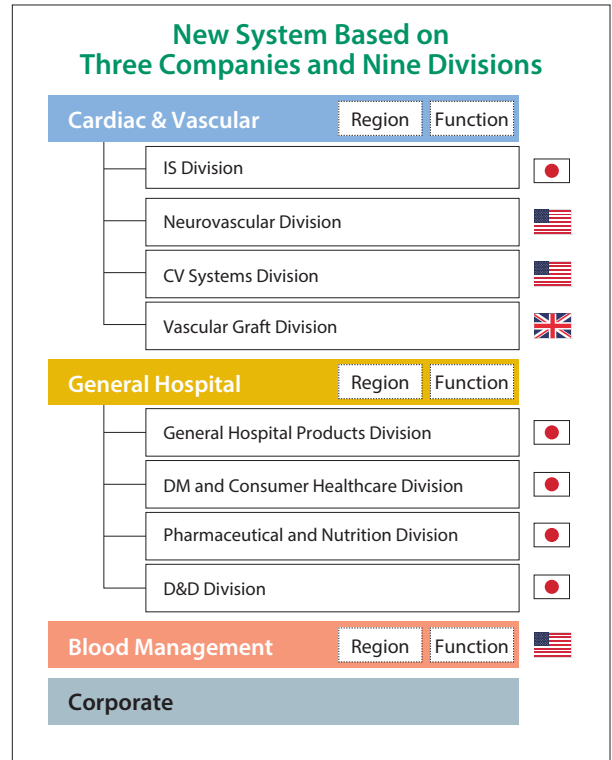 New System Based on
Three Companies and Nine Divisions
Cardiac & Vascular Region Function
IS Division
Neurovascular Division
CV Systems Division
Vascular Graft Division
General Hospital Region Function
General Hospital Products Division
DM and Consumer Healthcare Division
Pharmaceutical and Nutrition Division
D&D Division
Blood Management Region Function
Corporate